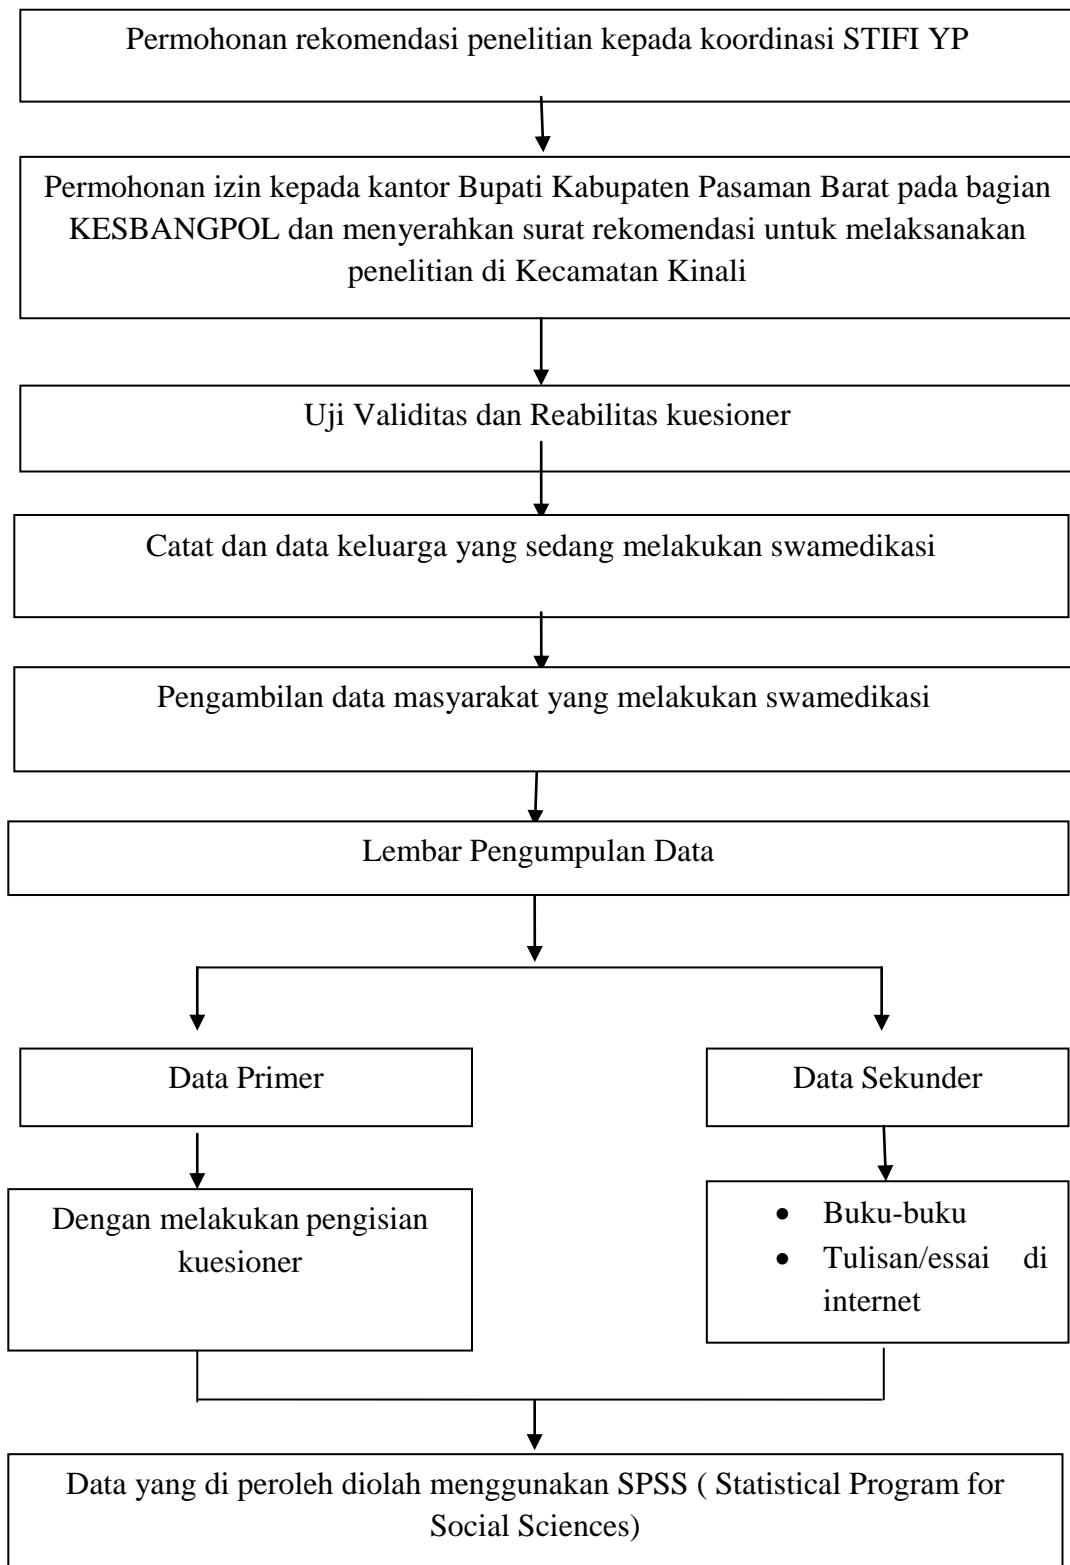 Permohonan rekomendasi penelitian kepada koordinasi STIFI YP
Permohonan izin kepada kantor Bupati Kabupaten Pasaman Barat pada bagian
KESBANGPOL dan menyerahkan surat rekomendasi untuk melaksanakan
penelitian di Kecamatan Kinali
Uji Validitas dan Reabilitas kuesioner
Catat dan data keluarga yang sedang melakukan swamedikasi
Pengambilan data masyarakat yang melakukan swamedikasi
Lembar Pengumpulan Data
Data Primer
Data Sekunder
Dengan melakukan pengisian
kuesioner
• Buku-buku
• Tulisan/essai di
internet
Data yang di peroleh diolah menggunakan SPSS ( Statistical Program for
Social Sciences)